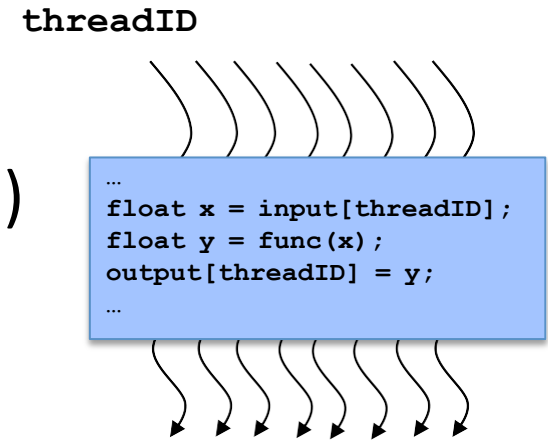 threadID
)
…
float x = input[threadID];
float y = func(x);
output[threadID] = y;
…